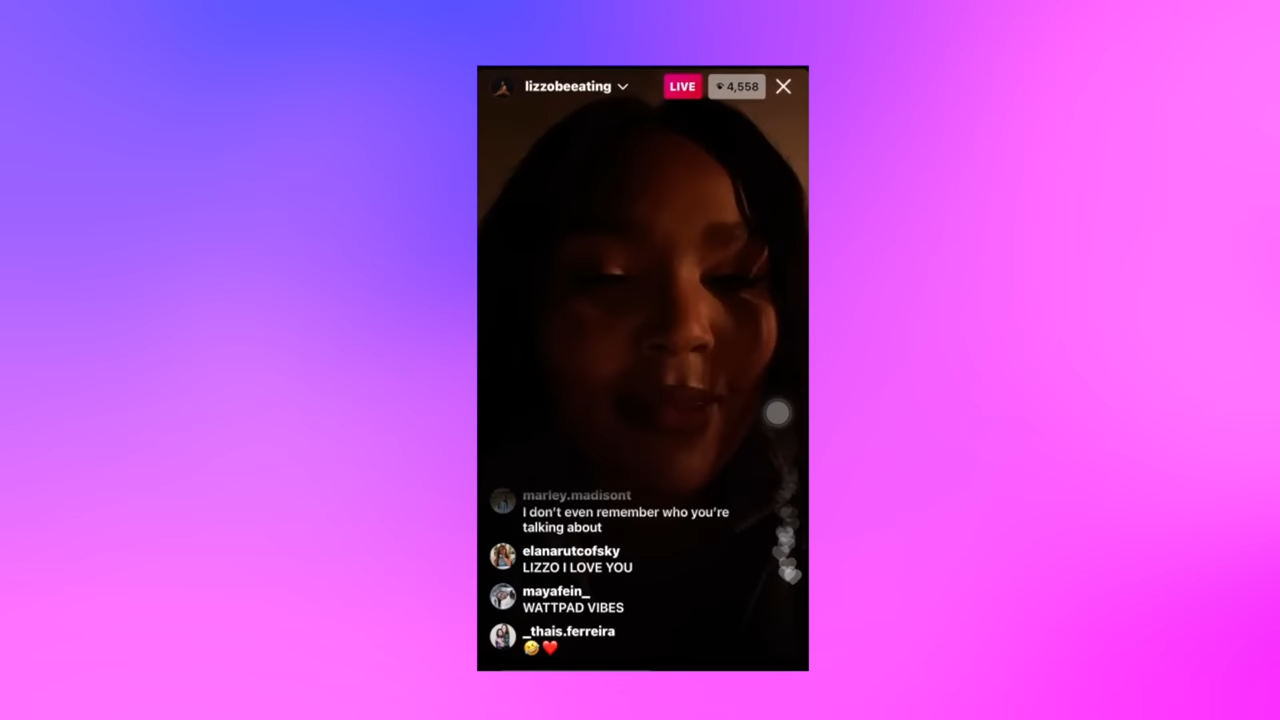 lizzobeeating
LIVE
4,558
marley.madisont
I don't even remember who you're
talking about
elanarutcofsky
LIZZO I LOVE YOU
mayafein_
WATTPAD VIBES
_thais.ferreira
🤣❤️